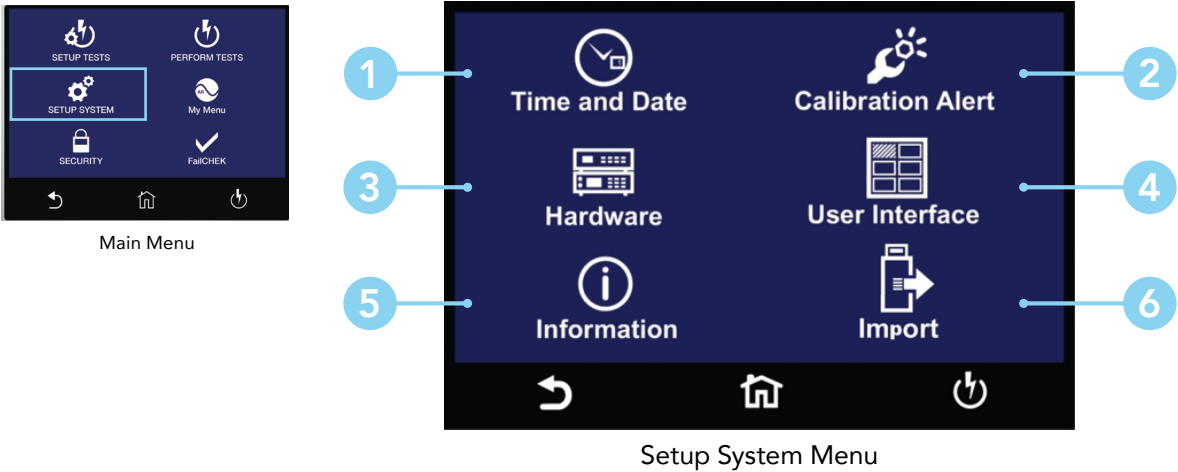 SETUP TESTS
PERFORM TESTS
SETUP SYSTEM
AR
My Menu
SECURITY
FailCHEK
Main Menu
1
Time and Date
2
Calibration Alert
3
Hardware
4
User Interface
5
Information
6
Import
Setup System Menu